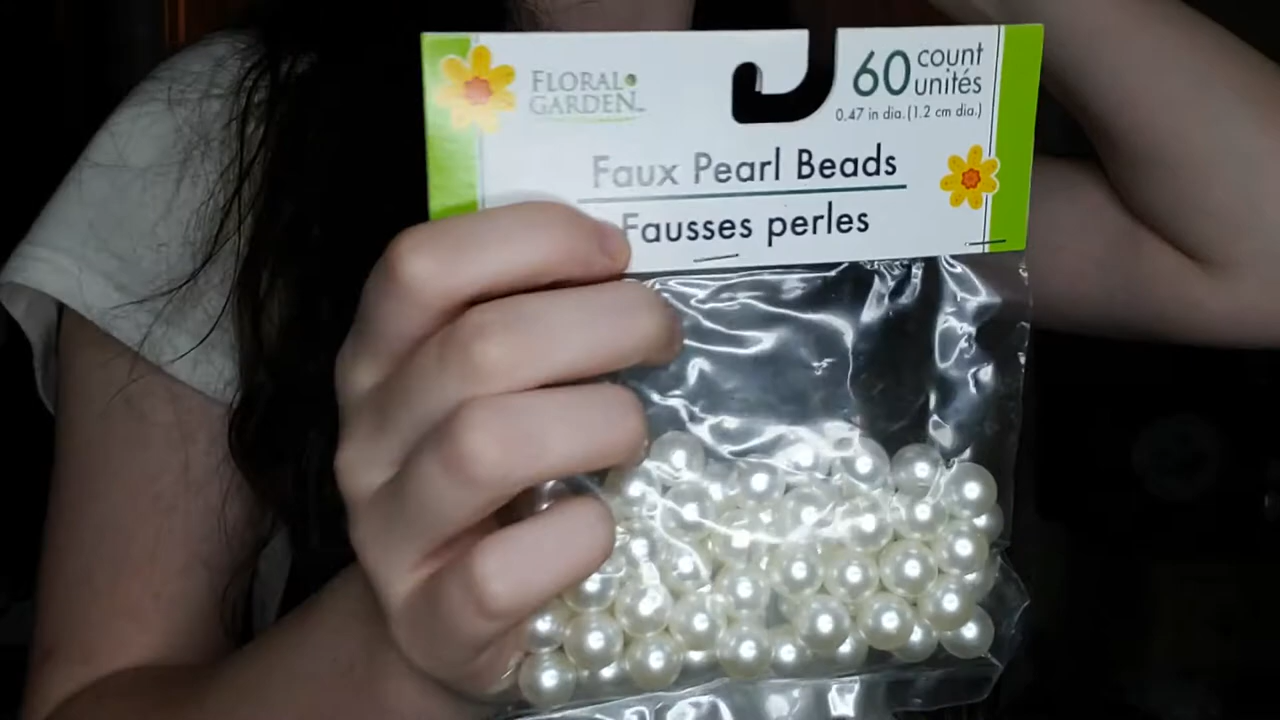 FLORAL
GARDEN
60 count
unités
0.47 in dia.(1.2 cm dia.)
Faux Pearl Beads
Fausses perles